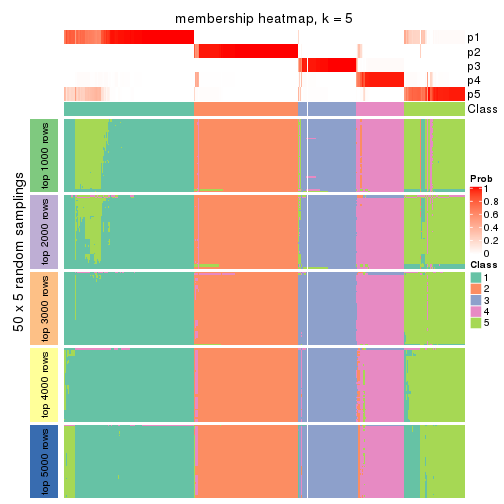 membership heatmap, k = 5
p1
p2
p3
p4
p5
Class
50 x 5 random samplings
top 1000 rows
top 2000 rows
top 3000 rows
top 4000 rows
top 5000 rows
Prob
1
0.8
0.6
0.4
0.2
0
Class
1
2
3
4
5